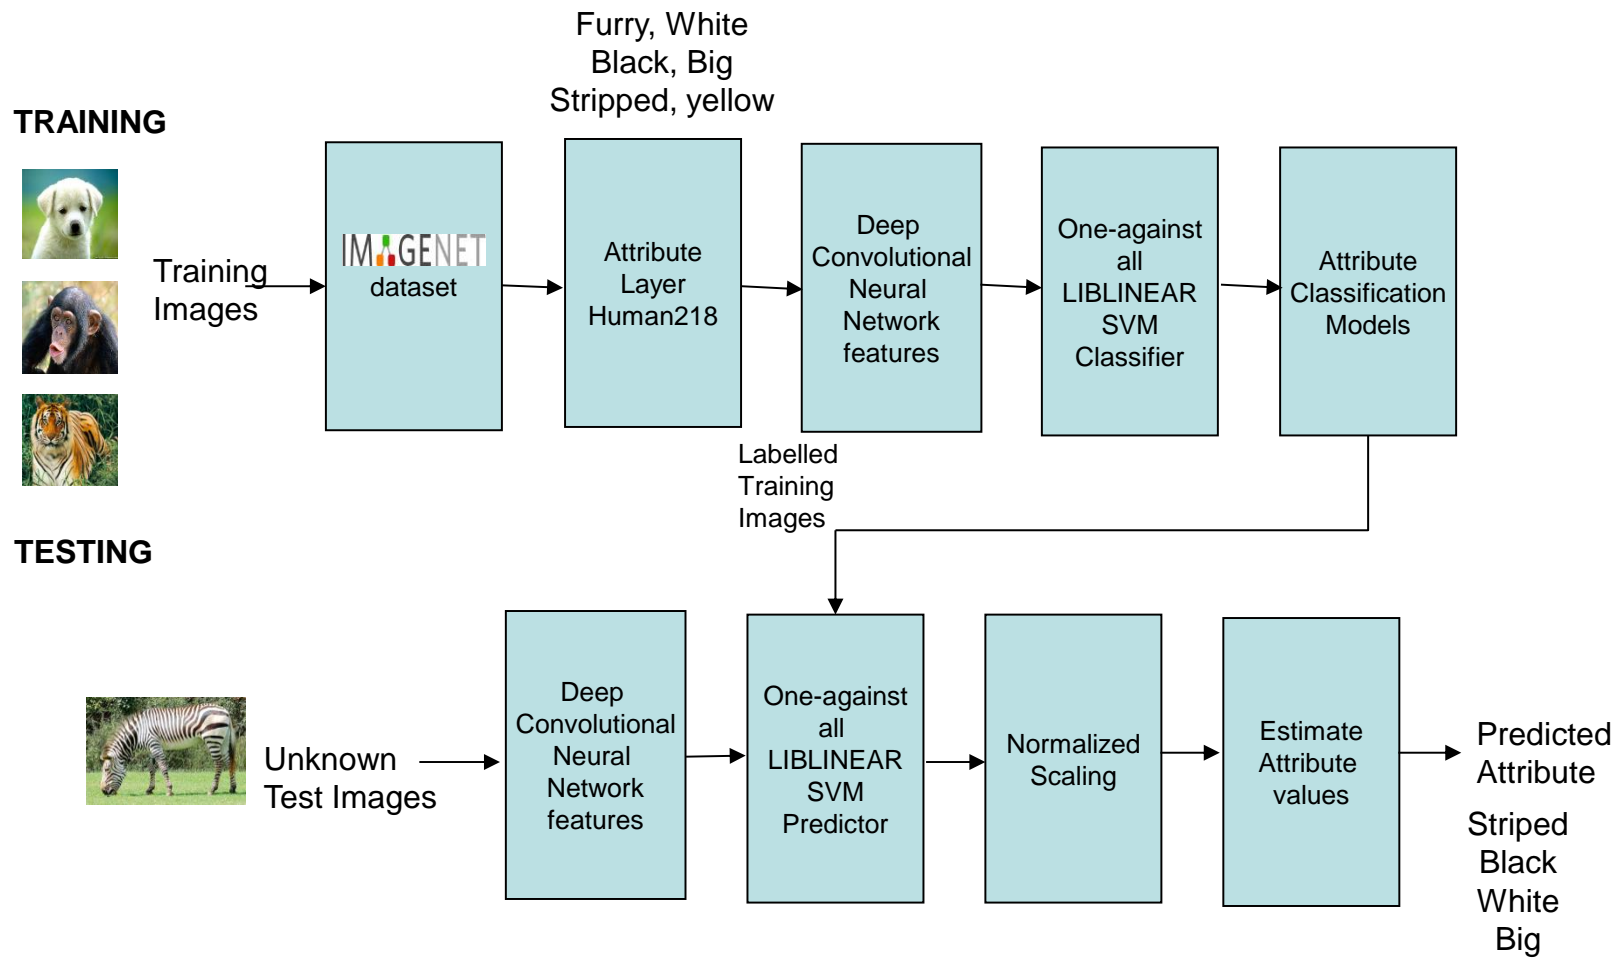 Furry, White
Black, Big
Stripped, yellow
TRAINING
Training
Images
IMAGENET
dataset
Attribute
Layer
Human218
Deep
Convolutional
Neural
Network
features
One-against
all
LIBLINEAR
SVM
Classifier
Attribute
Classification
Models
Labelled
Training
Images
TESTING
Unknown
Test Images
Deep
Convolutional
Neural
Network
features
One-against
all
LIBLINEAR
SVM
Predictor
Normalized
Scaling
Estimate
Attribute
values
Predicted
Attribute
Striped
Black
White
Big